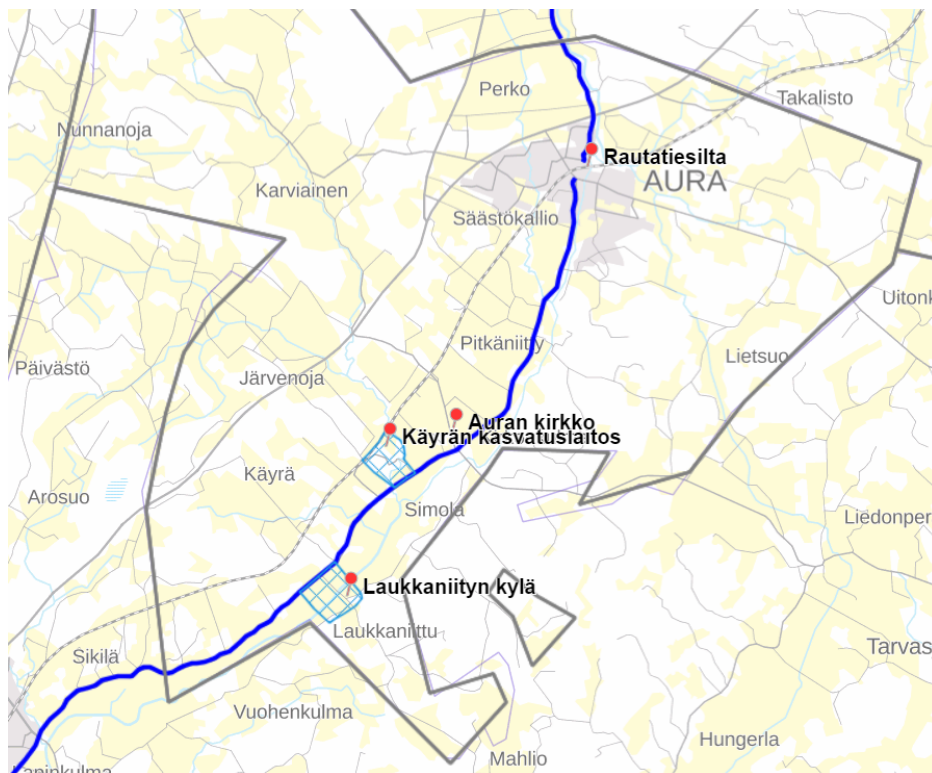 Perko
Takalisto
Nunnanoja
Rautatiesilta
AURA
Karviainen
Säästökallio
Uitonk
Pitkäniitty
Lietsuo
Päivästö
Järvenoja
Auran kirkko
Käyrän kasvatuslaitos
Käyrä
Arosuo
Simola
Liedonper
Laukkaniityn kylä
Laukkaniittu
Sikilä
Tarvas
Vuohenkulma
Hungerla
Mahlio